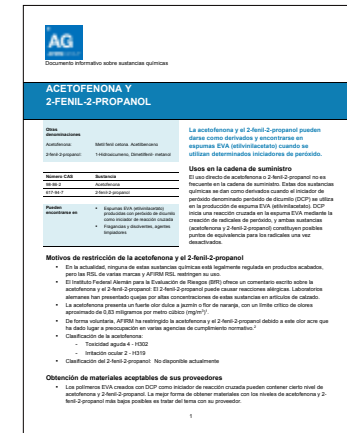 AG
Documento informativo sobre sustancias químicas
ACETOFENONA Y
2-FENIL-2-PROPANOL
Otras
denominaciones
Acetofenona: Metil fenil cetona, Acetilbenceno
2-fenil-2-propanol: 1-Hidroxicumeno, Dimetilfenil- metanol
Número CAS Sustancia
98-86-2 Acetofenona
617-94-7 2-fenil-2-propanol
Pueden
encontrarse en
• Espumas EVA (etilvinilacetato)
producidas con peróxido de dicumilo
como iniciador de reacción cruzada
• Fragancias y disolventes, agentes
limpiadores
La acetofenona y el 2-fenil-2-propanol pueden
darse como derivados y encontrarse en
espumas EVA (etilvinilacetato) cuando se
utilizan determinados iniciadores de peróxido.
Usos en la cadena de suministro
El uso directo de acetofenona o 2-fenil-2-propanol no es
frecuente en la cadena de suministro. Estas dos sustancias
químicas se dan como derivados cuando el iniciador de
peróxido denominado peróxido de dicumilo (DCP) se utiliza
en la producción de espuma EVA (etilvinilacetato). DCP
inicia una reacción cruzada en la espuma EVA mediante la
creación de radicales de peróxido, y ambas sustancias
(acetofenona y 2-fenil-2-propanol) constituyen posibles
puntos de equivalencia para los radicales una vez
desactivados.
Motivos de restricción de la acetofenona y el 2-fenil-2-propanol
• En la actualidad, ninguna de estas sustancias químicas está legalmente regulada en productos acabados,
pero las RSL de varias marcas y AFIRM RSL restringen su uso.
• El Instituto Federal Alemán para la Evaluación de Riesgos (BfR) ofrece un comentario escrito sobre la
acetofenona y el 2-fenil-2-propanol: El 2-fenil-2-propanol puede causar reacciones alérgicas. Laboratorios
alemanes han presentado quejas por altas concentraciones de estas sustancias en artículos de calzado.
• La acetofenona presenta un fuerte olor dulce a jazmín o flor de naranja, con un límite crítico de olores
aproximado de 0,83 miligramos por metro cúbico (mg/m³)¹.
• De forma voluntaria, AFIRM ha restringido la acetofenona y el 2-fenil-2-propanol debido a este olor acre que
ha dado lugar a preocupación en varias agencias de cumplimiento normativo.²
• Clasificación de la acetofenona:
- Toxicidad aguda 4 - H302
- Irritación ocular 2 - H319
• Clasificación del 2-fenil-2-propanol: No disponible actualmente
Obtención de materiales aceptables de sus proveedores
• Los polímeros EVA creados con DCP como iniciador de reacción cruzada pueden contener cierto nivel de
acetofenona y 2-fenil-2-propanol. La mejor forma de obtener materiales con los niveles de acetofenona y 2-
fenil-2-propanol más bajos posibles es tratar del tema con su proveedor.
1